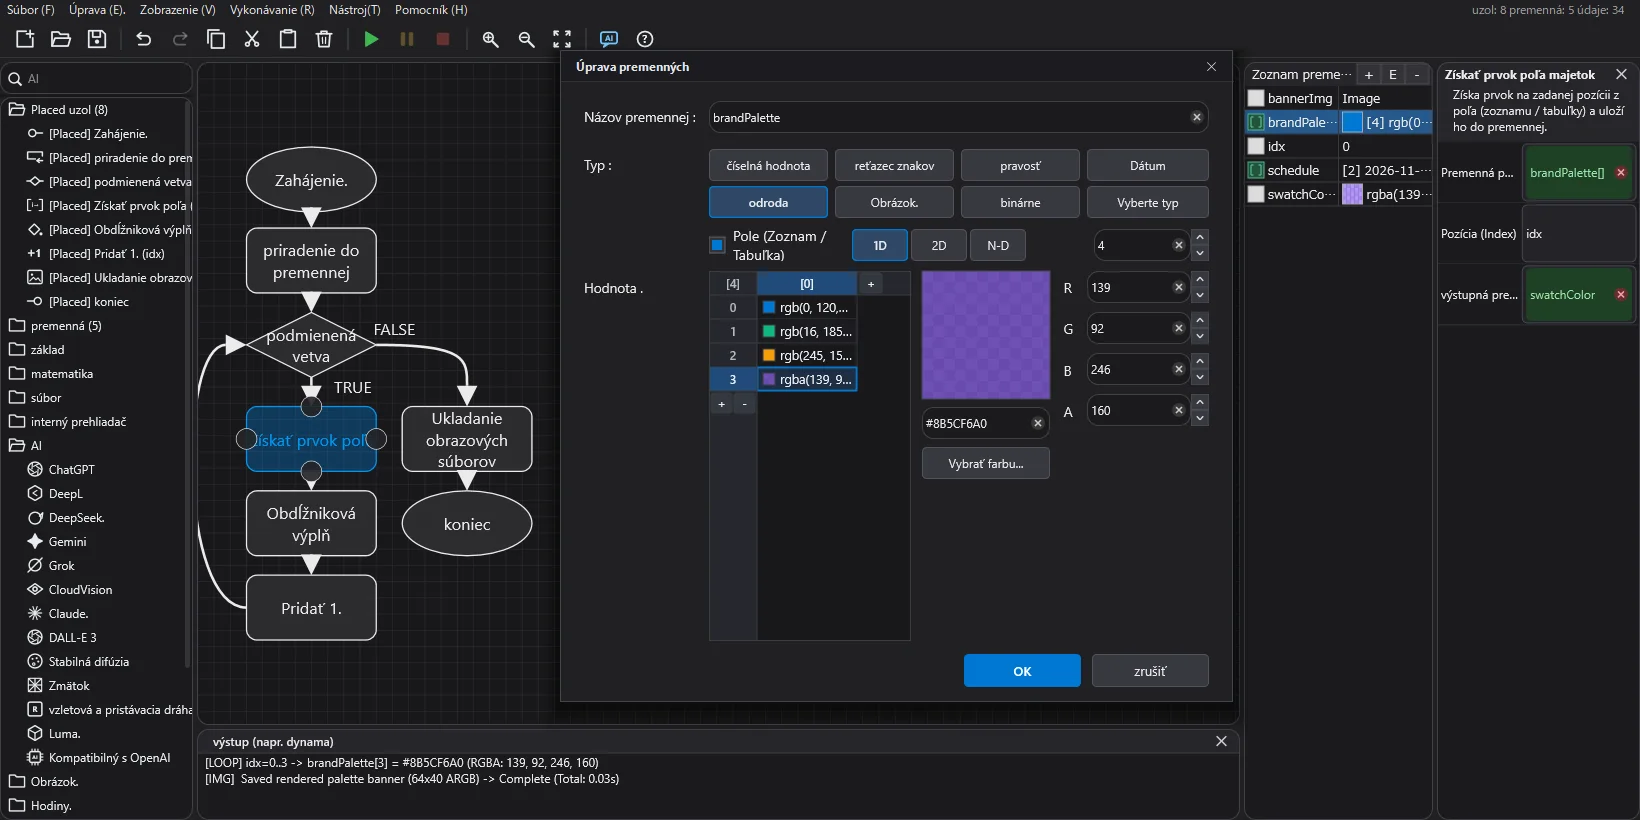 Súbor (F)
Úprava (E).
Zobrazenie (V)
Vykonávanie (R)
Nástroj(T)
Pomocník (H)
uzol: 8 premenná: 5 údaje: 34
AI
Placed uzol (8)
[Placed] Zahájenie.
[Placed] priradenie do prem
[Placed] podmienená vetva
[Placed] Získať prvok poľa (
[Placed] Obdĺžniková výplň
+1 [Placed] Pridať 1. (idx)
[Placed] Ukladanie obrazov
[Placed] koniec
premenná (5)
základ
matematika
súbor
interný prehliadač
AI
ChatGPT
DeepL
DeepSeek.
Gemini
Grok
CloudVision
Claude.
DALL-E 3
Stabilná difúzia
Zmätok
vzletová a pristávacia dráha
Luma.
Kompatibilný s OpenAI
Obrázok.
Hodiny.
Zahájenie.
priradenie do
premennej
podmienená
vetva
FALSE
TRUE
získať prvok poľ
Ukladanie
obrazových
súborov
Obdĺžniková
výplň
koniec
Pridať 1.
Úprava premenných
Názov premennej :
brandPalette
Typ :
číselná hodnota
reťazec znakov
pravosť
Dátum
odroda
Obrázok.
binárne
Vyberte typ
Pole (Zoznam /
Tabuľka)
1D
2D
N-D
4
Hodnota .
[4]
[0]
+
0 rgb(0, 120,...
1 rgb(16, 185...
2 rgb(245, 15...
3 rgba(139, 9...
+
-
#8B5CF6A0
Vybrať farbu...
R 139
G 92
B 246
A 160
OK
zrušiť
Zoznam preme···
+
E
-
bannerImg Image
brandPale··· [4] rgb(0···
idx 0
schedule [2] 2026-11-···
swatchCo··· rgba(139···
Získať prvok poľa majetok
Získa prvok na zadanej pozícii z
poľa (zoznamu / tabuľky) a uloží
ho do premennej.
Premenná p... brandPalette[]
Pozícia (Index) idx
výstupná pre... swatchColor
výstup (napr. dynama)
[LOOP] idx=0..3 -> brandPalette[3] = #8B5CF6A0 (RGBA: 139, 92, 246, 160)
[IMG] Saved rendered palette banner (64x40 ARGB) -> Complete (Total: 0.03s)